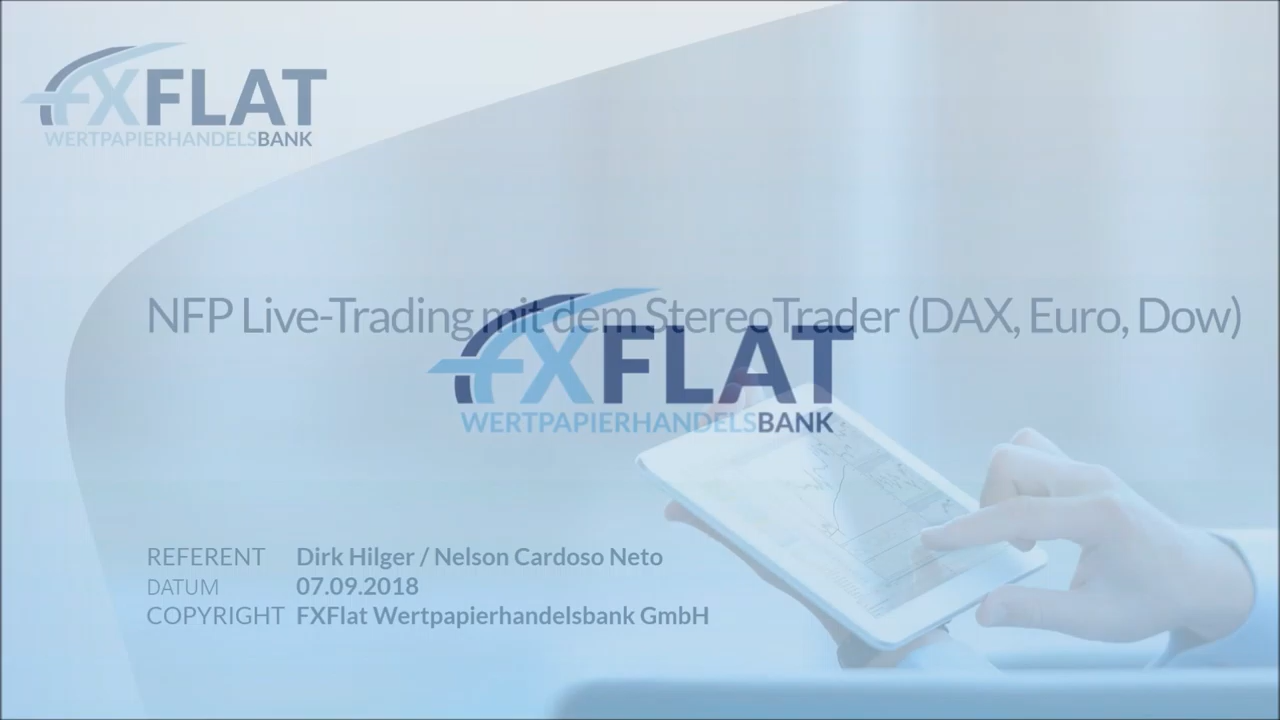 FXFLAT
WERTPAPIERHANDELSBANK
NFP Live-Trading mit dem StereoTrader (DAX, Euro, Dow)
FXFLAT
WERTPAPIERHANDELSBANK
REFERENT Dirk Hilger / Nelson Cardoso Neto
DATUM 07.09.2018
COPYRIGHT FXFlat Wertpapierhandelsbank GmbH